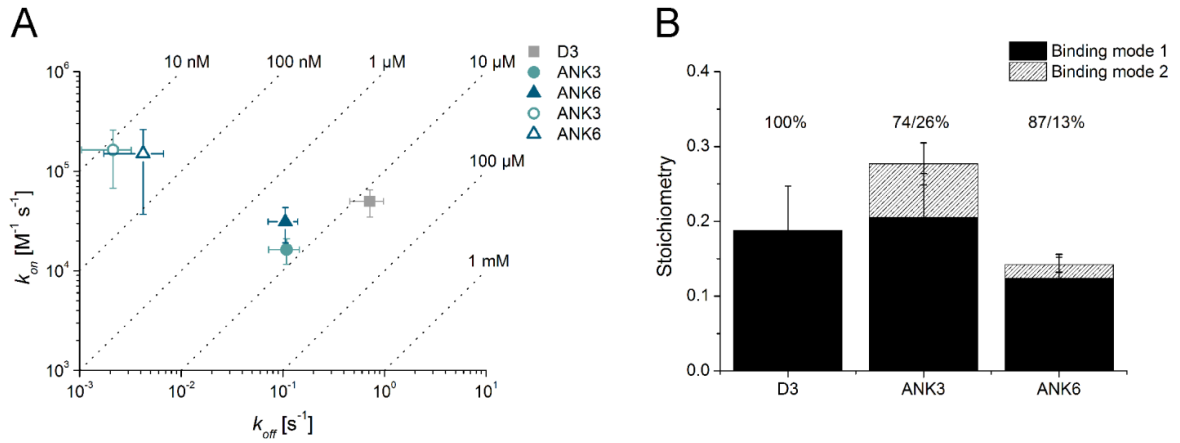 A
10 nM
100 nM
1 µM
10 µM
100 µM
1 mM
D3
ANK3
ANK6
ANK3
ANK6
10⁶
10⁵
10⁴
10³
kon [M⁻¹ s⁻¹]
10⁻³
10⁻²
10⁻¹
10⁰
10¹
koff [s⁻¹]
B
Binding mode 1
Binding mode 2
0.4
0.3
0.2
0.1
0.0
Stoichiometry
100%
74/26%
87/13%
D3
ANK3
ANK6